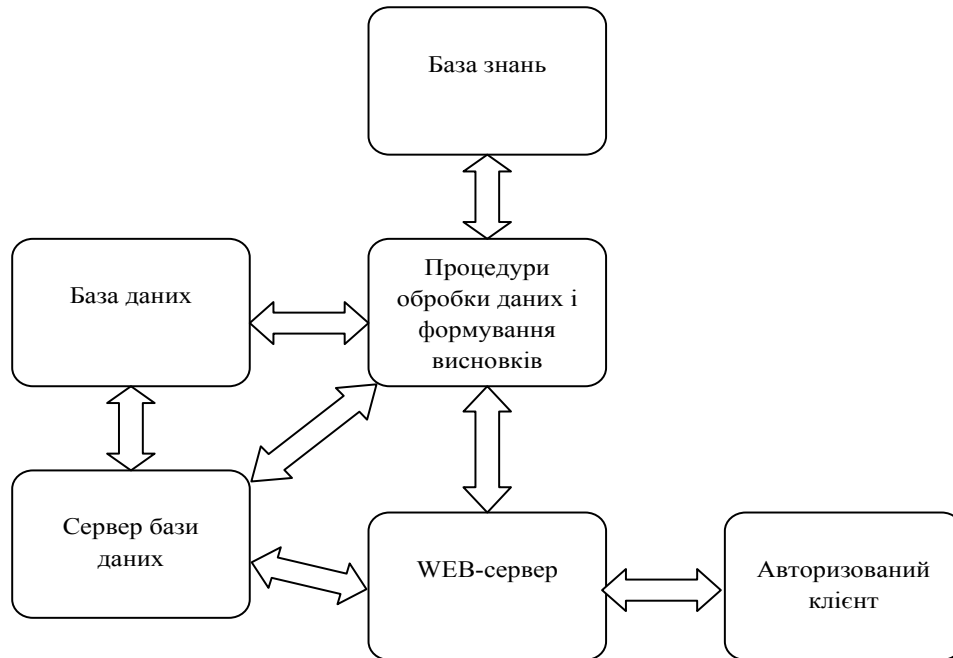 База знань
База даних
Процедури
обробки даних і
формування
висновків
Сервер бази
даних
WEB-сервер
Авторизований
клієнт